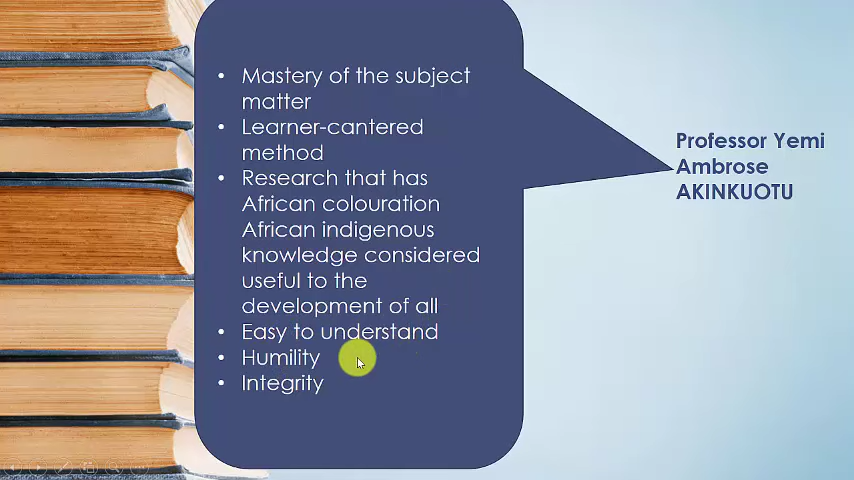 Mastery of the subject
matter
Learner-cantered
method
Research that has
African colouration
African indigenous
knowledge considered
useful to the
development of all
Easy to understand
Humility
Integrity
Professor Yemi
Ambrose
AKINKUOTU